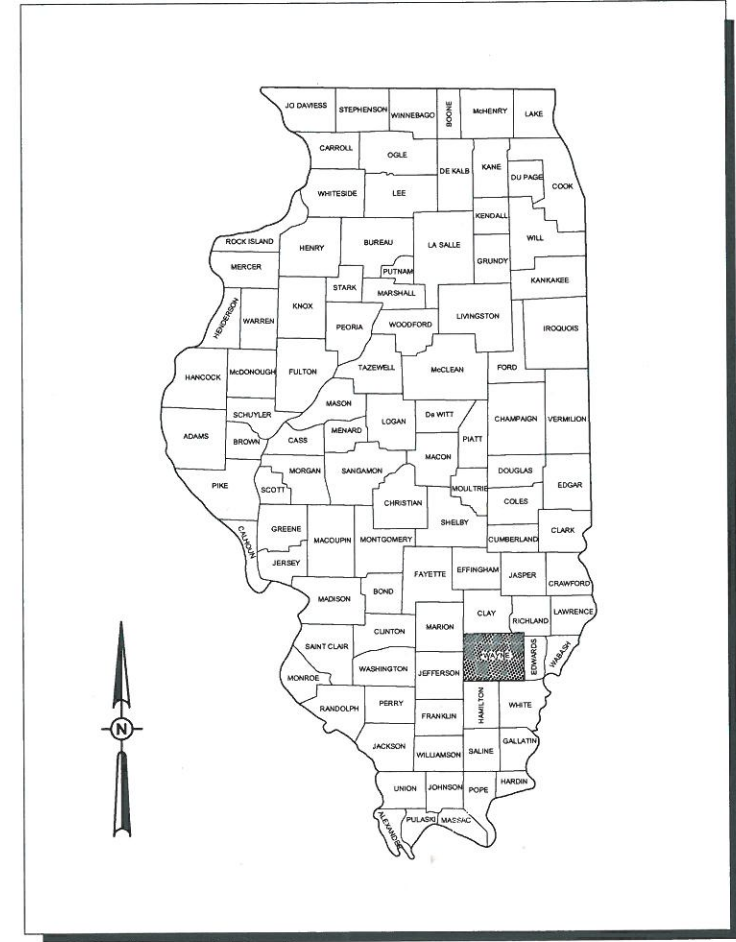 JO DAVIESS
STEPHENSON
WINNEBAGO
BOONE
McHENRY
LAKE
CARROLL
OGLE
DE KALB
KANE
DU PAGE
COOK
WHITESIDE
LEE
KENDALL
ROCK ISLAND
HENRY
BUREAU
LA SALLE
WILL
MERCER
PUTNAM
GRUNDY
KANKAKEE
STARK
MARSHALL
HENDERSON
WARREN
KNOX
PEORIA
WOODFORD
LIVINGSTON
IROQUOIS
HANCOCK
McDONOUGH
FULTON
TAZEWELL
McCLEAN
FORD
SCHUYLER
MASON
LOGAN
De WITT
CHAMPAIGN
VERMILION
ADAMS
BROWN
CASS
MENARD
PIATT
MACON
PIKE
SCOTT
MORGAN
SANGAMON
CHRISTIAN
MOULTRIE
DOUGLAS
COLES
EDGAR
CALHOUN
GREENE
MACOUPIN
MONTGOMERY
SHELBY
CUMBERLAND
CLARK
JERSEY
FAYETTE
EFFINGHAM
JASPER
CRAWFORD
MADISON
BOND
CLAY
RICHLAND
LAWRENCE
CLINTON
MARION
SAINT CLAIR
EDWARDS
WABASH
WASHINGTON
JEFFERSON
MONROE
RANDOLPH
PERRY
FRANKLIN
HAMILTON
WHITE
JACKSON
WILLIAMSON
SALINE
GALLATIN
UNION
JOHNSON
POPE
HARDIN
ALEXANDER
PULASKI
MASSAC
N